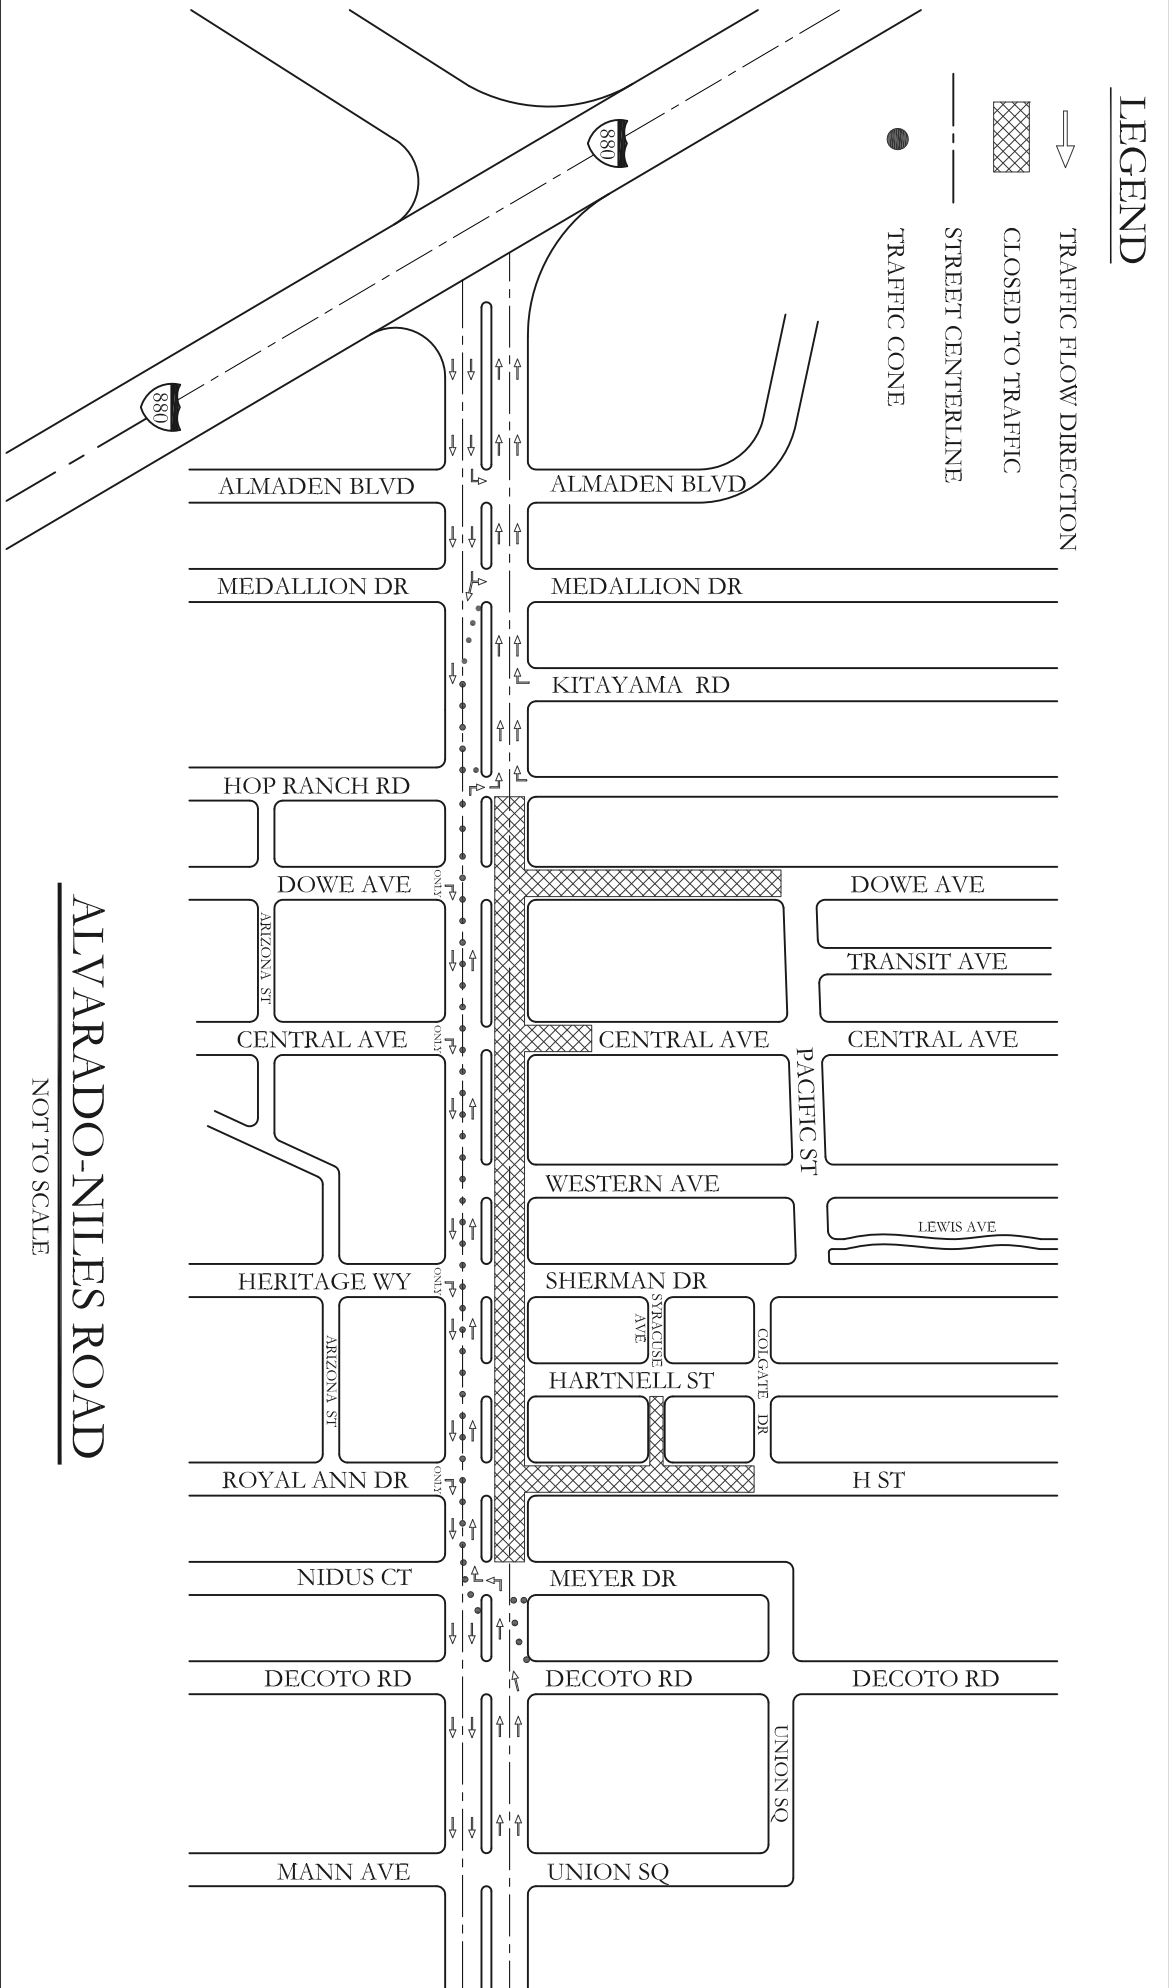 LEGEND
TRAFFIC FLOW DIRECTION
CLOSED TO TRAFFIC
STREET CENTERLINE
TRAFFIC CONE
880
880
ALMADEN BLVD
ALMADEN BLVD
MEDALLION DR
MEDALLION DR
KITAYAMA RD
HOP RANCH RD
DOWE AVE
ONLY
DOWE AVE
ARIZONA ST
TRANSIT AVE
CENTRAL AVE
ONLY
CENTRAL AVE
CENTRAL AVE
PACIFIC ST
WESTERN AVE
LEWIS AVE
HERITAGE WY
ONLY
SHERMAN DR
SYRACUSE
AVE
COLGATE DR
ARIZONA ST
HARTNELL ST
ROYAL ANN DR
ONLY
H ST
NIDUS CT
MEYER DR
DECOTO RD
DECOTO RD
DECOTO RD
UNION SQ
MANN AVE
UNION SQ
ALVARADO-NILES ROAD
NOT TO SCALE